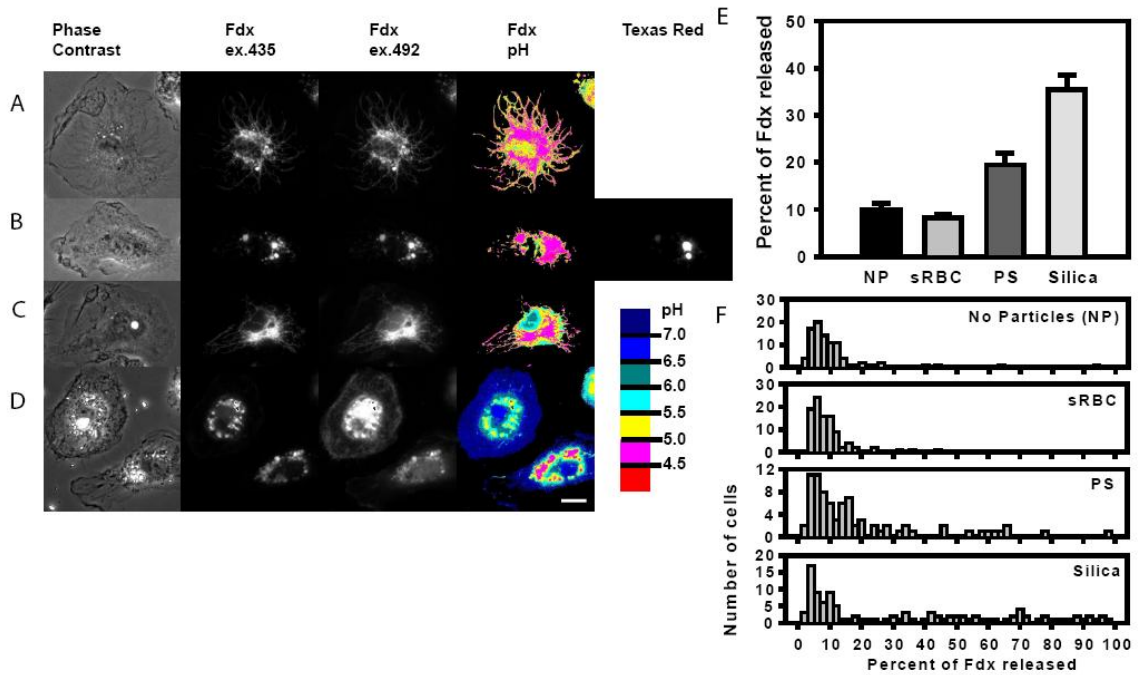 Phase Contrast
Fdx ex.435
Fdx ex.492
Fdx pH
Texas Red
A
B
C
D
pH
7.0
6.5
6.0
5.5
5.0
4.5
E
Percent of Fdx released
50
40
30
20
10
0
NP sRBC PS Silica
F
Number of cells
30
20
10
0
No Particles (NP)
30
20
10
0
sRBC
12
8
4
0
PS
20
15
10
5
0
Silica
0 10 20 30 40 50 60 70 80 90 100
Percent of Fdx released